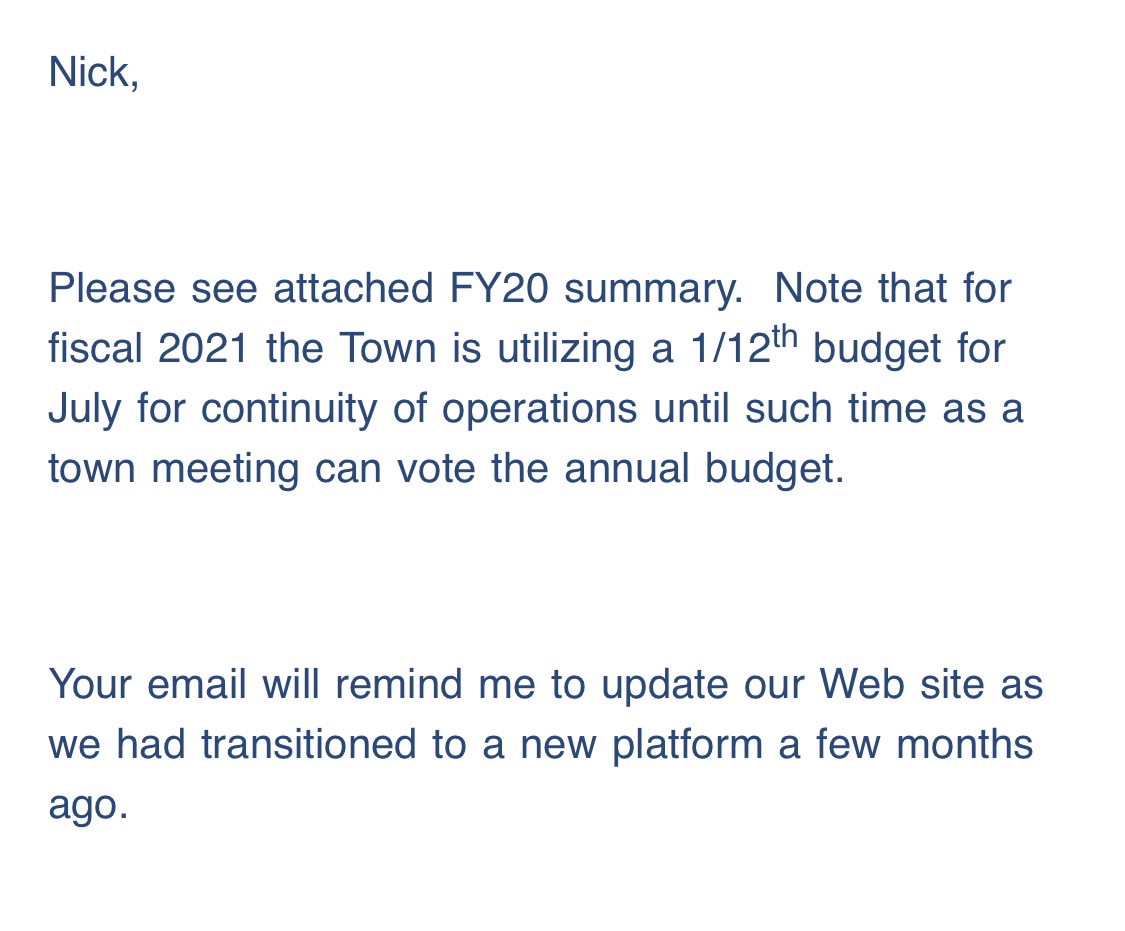 Nick,
Please see attached FY20 summary.  Note that for
fiscal 2021 the Town is utilizing a 1/12th budget for
July for continuity of operations until such time as a
town meeting can vote the annual budget.
Your email will remind me to update our Web site as
we had transitioned to a new platform a few months
ago.